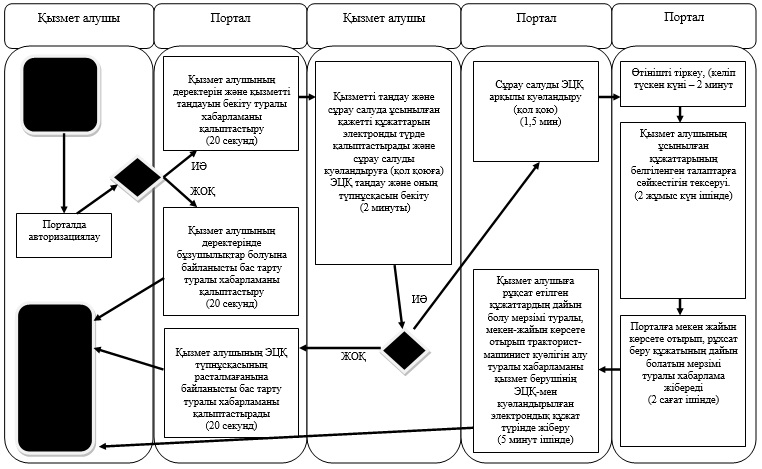 Қызмет алушы
Портал
Қызмет алушы
Портал
Портал
Порталда
авторизациялау
Қызмет алушының
деректерін және қызметті
таңдауын бекіту туралы
хабарламаны
қалыптастыру
(20 секунд)
ИӘ
ЖОҚ
Қызмет алушының
деректерінде
бұзушылықтар болуына
байланысты бас тарту
туралы хабарламаны
қалыптастыру
(20 секунд)
Қызмет алушының ЭЦҚ
түпнұсқасының
расталмағанына
байланысты бас тарту
туралы хабарламаны
қалыптастырады
(20 секунд)
Қызметті таңдау және
сұрау салуда ұсынылған
қажетті құжаттарын
электронды түрде
қалыптастырады және
сұрау салуды
куәландыруға (қол қоюға)
ЭЦҚ таңдау және оның
түпнұсқасын бекіту
(2 минуты)
ИӘ
ЖОҚ
Сұрау салуды ЭЦҚ
арқылы куәландыру
(қол қою)
(1,5 мин)
Қызмет алушыға
рұқсат етілген
құжаттардың дайын
болу мерзімі туралы,
мекен-жайын көрсете
отырып тракторист-
машинист куәлігін алу
туралы хабарламаны
қызмет берушінің
ЭЦҚ-мен
куәландырылған
электрондық құжат
түрінде жіберу
(5 минут ішінде)
Өтінішті тіркеу, (келіп
түскен күні – 2 минут
Қызмет алушының
ұсынылған
құжаттарының
белгіленген талаптарға
сәйкестігін тексеруі.
(2 жұмыс күн ішінде)
Порталға мекен жайын
көрсете отырып, рұхсат
беру құжатының дайын
болатын мерзімі
туралы хабарлама
жібереді
(2 сағат ішінде)